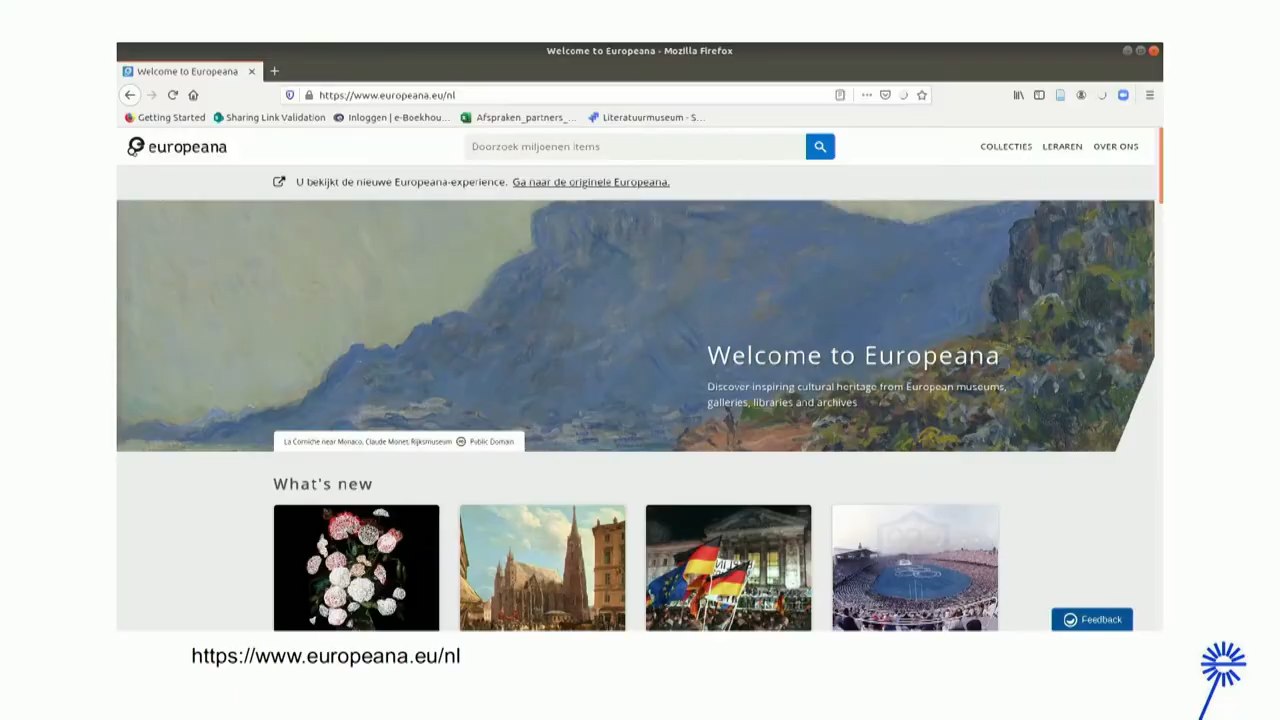 Welcome to Europeana - Mozilla Firefox
Welcome to Europeana
https://www.europeana.eu/nl
Getting Started Sharing Link Validation Inloggen | e-Boekhou... Afspraken_partners_... Literatuurmuseum - S...
europeana Doorzoek miljoenen items COLLECTIES LERAREN OVER ONS
U bekijkt de nieuwe Europeana-experience. Ga naar de originele Europeana.
Welcome to Europeana
Discover inspiring cultural heritage from European museums,
galleries, libraries and archives
La Corniche near Monaco, Claude Monet, Rijksmuseum Public Domain
What's new
Feedback
https://www.europeana.eu/nl